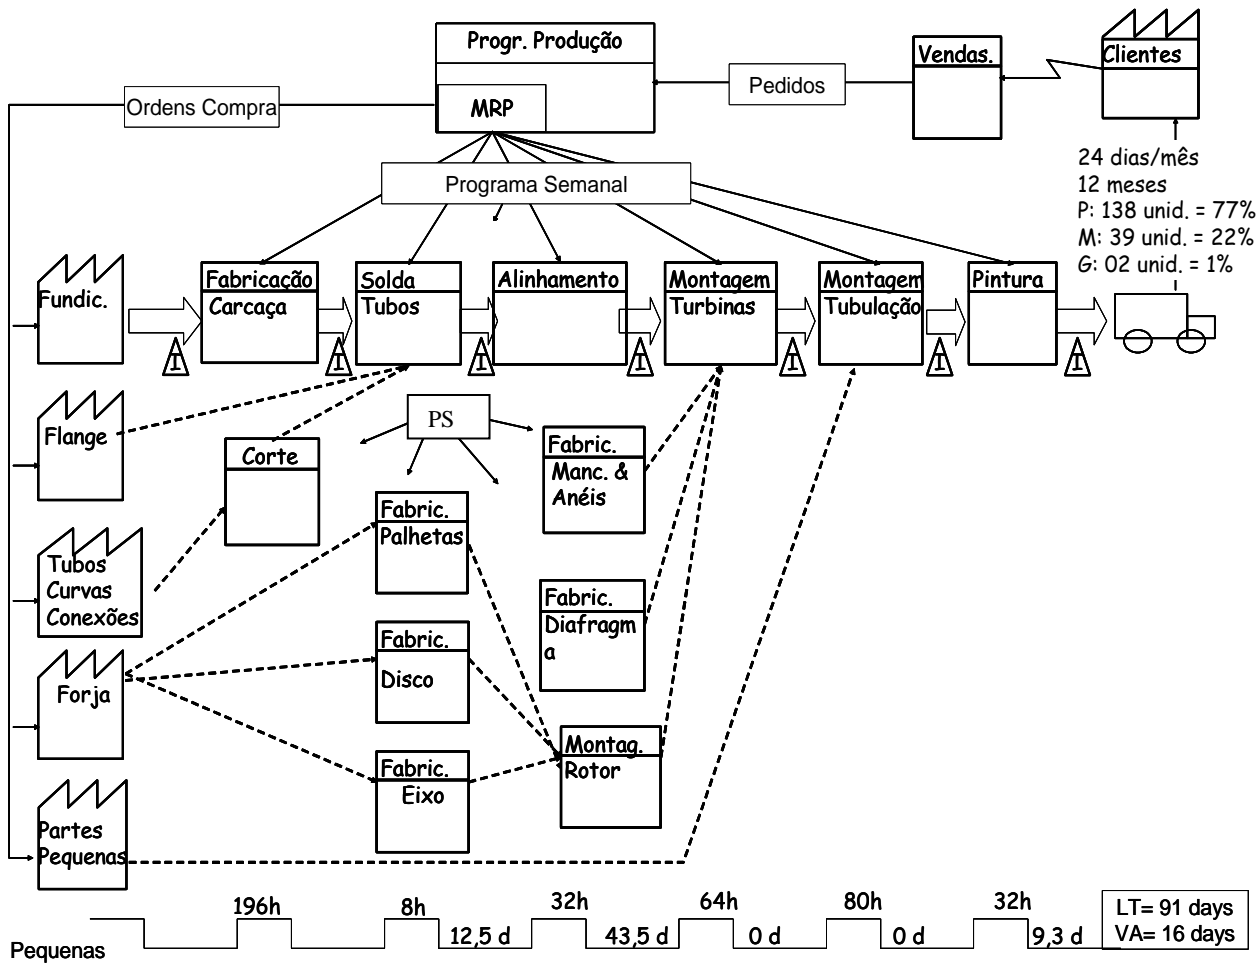 Progr. Produção
MRP
Vendas.
Clientes
Pedidos
Ordens Compra
Programa Semanal
24 dias/mês
12 meses
P: 138 unid. = 77%
M: 39 unid. = 22%
G: 02 unid. = 1%
Fundic.
Fabricação
Carcaça
Solda
Tubos
Alinhamento
Montagem
Turbinas
Montagem
Tubulação
Pintura
I
I
I
I
I
I
I
Flange
Corte
PS
Fabric.
Manc. &
Anéis
Fabric.
Palhetas
Tubos
Curvas
Conexões
Fabric.
Diafragm
a
Forja
Fabric.
Disco
Montag.
Rotor
Fabric.
Eixo
Partes
Pequenas
196h
8h
32h
64h
80h
32h
12,5 d
43,5 d
0 d
0 d
9,3 d
LT= 91 days
VA= 16 days
Pequenas